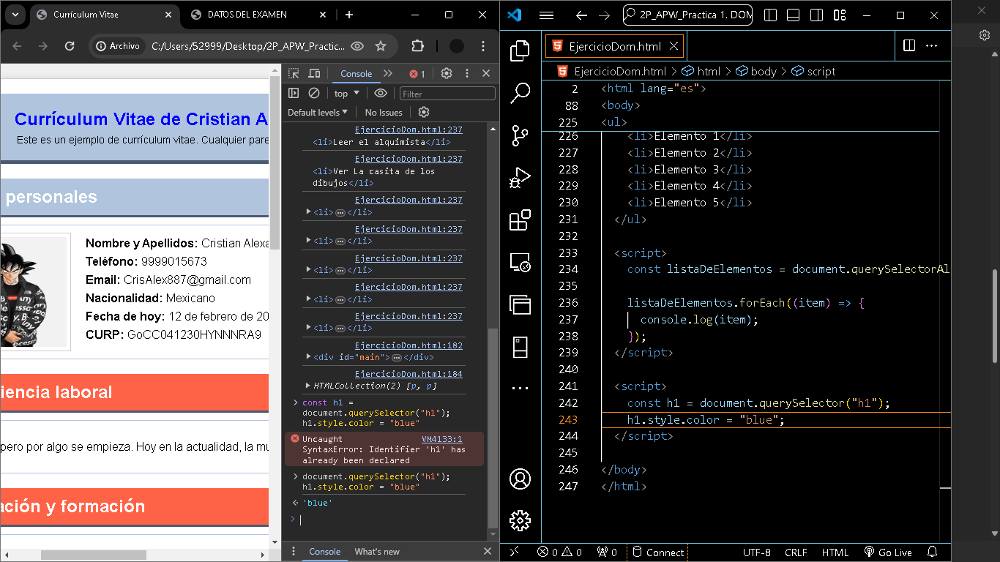 Currículum Vitae
DATOS DEL EXAMEN
Archivo
C:/Users/52999/Desktop/2P_APW_Practic...
Currículum Vitae de Cristian A
Este es un ejemplo de currículum vitae. Cualquier pare
personales
Nombre y Apellidos: Cristian Alexa
Teléfono: 9999015673
Email: CrisAlex887@gmail.com
Nacionalidad: Mexicano
Fecha de hoy: 12 de febrero de 20
CURP: GoCC041230HYNNNRA9
iencia laboral
pero por algo se empieza. Hoy en la actualidad, la mu
ación y formación
Console
1
top
Filter
Default levels
No Issues
EjercicioDom.html:237
<li>Leer el alquimista</li>
EjercicioDom.html:237
<li>Ver La casita de los
dibujos</li>
EjercicioDom.html:237
<li>…</li>
EjercicioDom.html:237
<li>…</li>
EjercicioDom.html:237
<li>…</li>
EjercicioDom.html:237
<li>…</li>
EjercicioDom.html:237
<li>…</li>
EjercicioDom.html:182
<div id="main">…</div>
EjercicioDom.html:184
HTMLCollection(2) [p, p]
const h1 =
document.querySelector("h1");
h1.style.color = "blue"
Uncaught VM4133:1
SyntaxError: Identifier 'h1' has
already been declared
document.querySelector("h1");
h1.style.color = "blue"
'blue'
Console
What's new
2P_APW_Practica 1. DOM
EjercicioDom.html
EjercicioDom.html > html > body > script
2 <html lang="es">
88 <body>
225 <ul>
226 <li>Elemento 1</li>
227 <li>Elemento 2</li>
228 <li>Elemento 3</li>
229 <li>Elemento 4</li>
230 <li>Elemento 5</li>
231 </ul>
232
233 <script>
234 const listaDeElementos = document.querySelectorAl
235
236 listaDeElementos.forEach((item) => {
237 console.log(item);
238 });
239 </script>
240
241 <script>
242 const h1 = document.querySelector("h1");
243 h1.style.color = "blue";
244 </script>
245
246 </body>
247 </html>
0 0
0
Connect
UTF-8
CRLF
HTML
Go Live